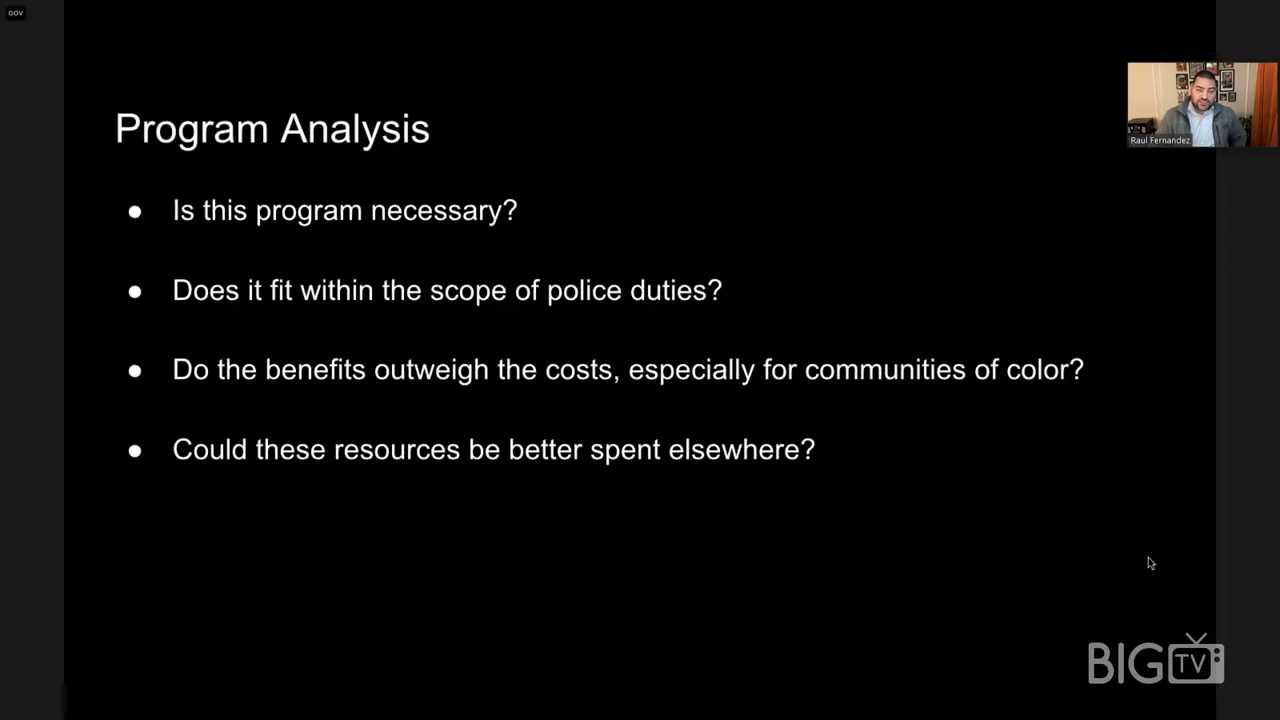 GOV
Program Analysis
Raul Fernandez
● Is this program necessary?
● Does it fit within the scope of police duties?
● Do the benefits outweigh the costs, especially for communities of color?
● Could these resources be better spent elsewhere?
BIG TV